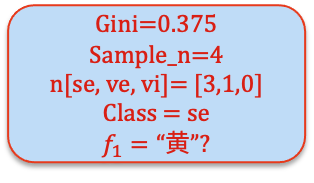 Gini=0.375
Sample_n=4
n[se, ve, vi]= [3,1,0]
Class = se
f₁ = “黄”?